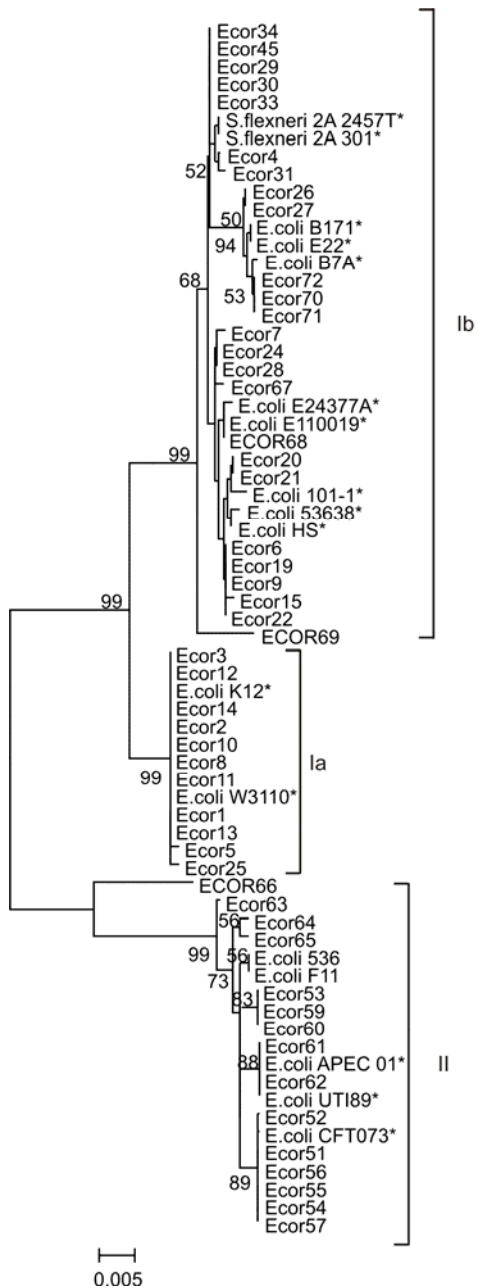 Ecor34
Ecor45
Ecor29
Ecor30
Ecor33
S.flexneri 2A 2457T*
S.flexneri 2A 301*
Ecor4
52
Ecor31
Ecor26
50
Ecor27
E.coli B171*
94
E.coli E22*
E.coli B7A*
68
Ecor72
53
Ecor70
Ecor71
Ib
Ecor7
Ecor24
Ecor28
Ecor67
E.coli E24377A*
E.coli E110019*
ECOR68
99
Ecor20
Ecor21
E.coli 101-1*
E.coli 53638*
E.coli HS*
Ecor6
Ecor19
Ecor9
99
Ecor15
Ecor22
ECOR69
Ecor3
Ecor12
E.coli K12*
Ecor14
Ecor2
Ecor10
Ia
Ecor8
99
Ecor11
E.coli W3110*
Ecor1
Ecor13
Ecor5
Ecor25
ECOR66
Ecor63
56
Ecor64
Ecor65
99
56
E.coli 536
E.coli F11
73
Ecor53
83
Ecor59
Ecor60
Ecor61
88
E.coli APEC 01*
II
Ecor62
E.coli UTI89*
Ecor52
E.coli CFT073*
Ecor51
Ecor56
89
Ecor55
Ecor54
Ecor57
0.005